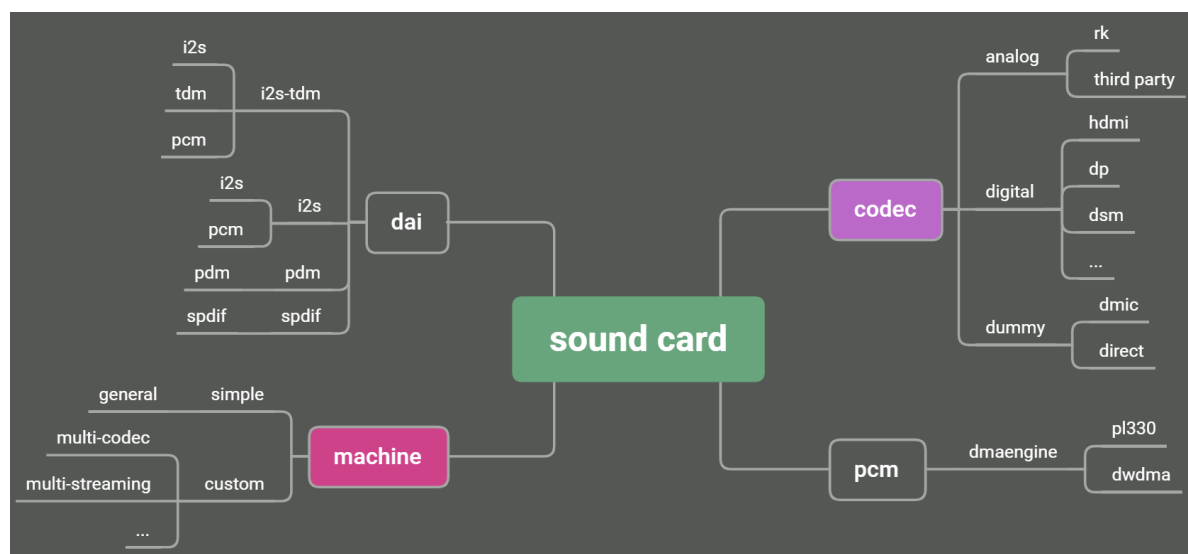 sound card
dai
i2s-tdm
i2s
tdm
pcm
i2s
i2s
pcm
pdm
pdm
spdif
spdif
machine
simple
general
custom
multi-codec
multi-streaming
...
codec
analog
rk
third party
digital
hdmi
dp
dsm
...
dummy
dmic
direct
pcm
dmaengine
pl330
dwdma